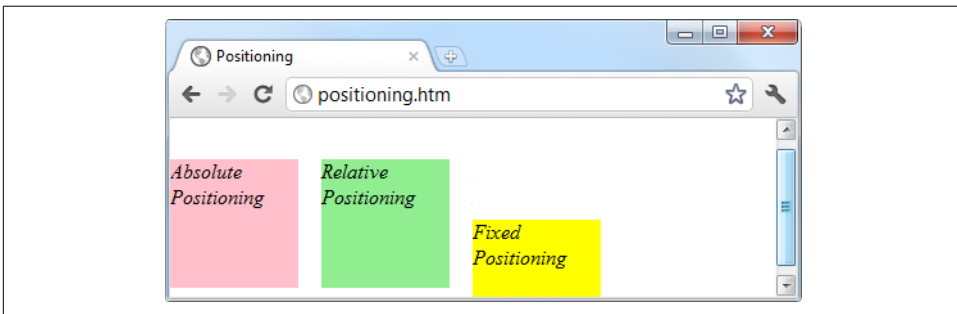 Positioning
positioning.htm
Absolute
Positioning
Relative
Positioning
Fixed
Positioning